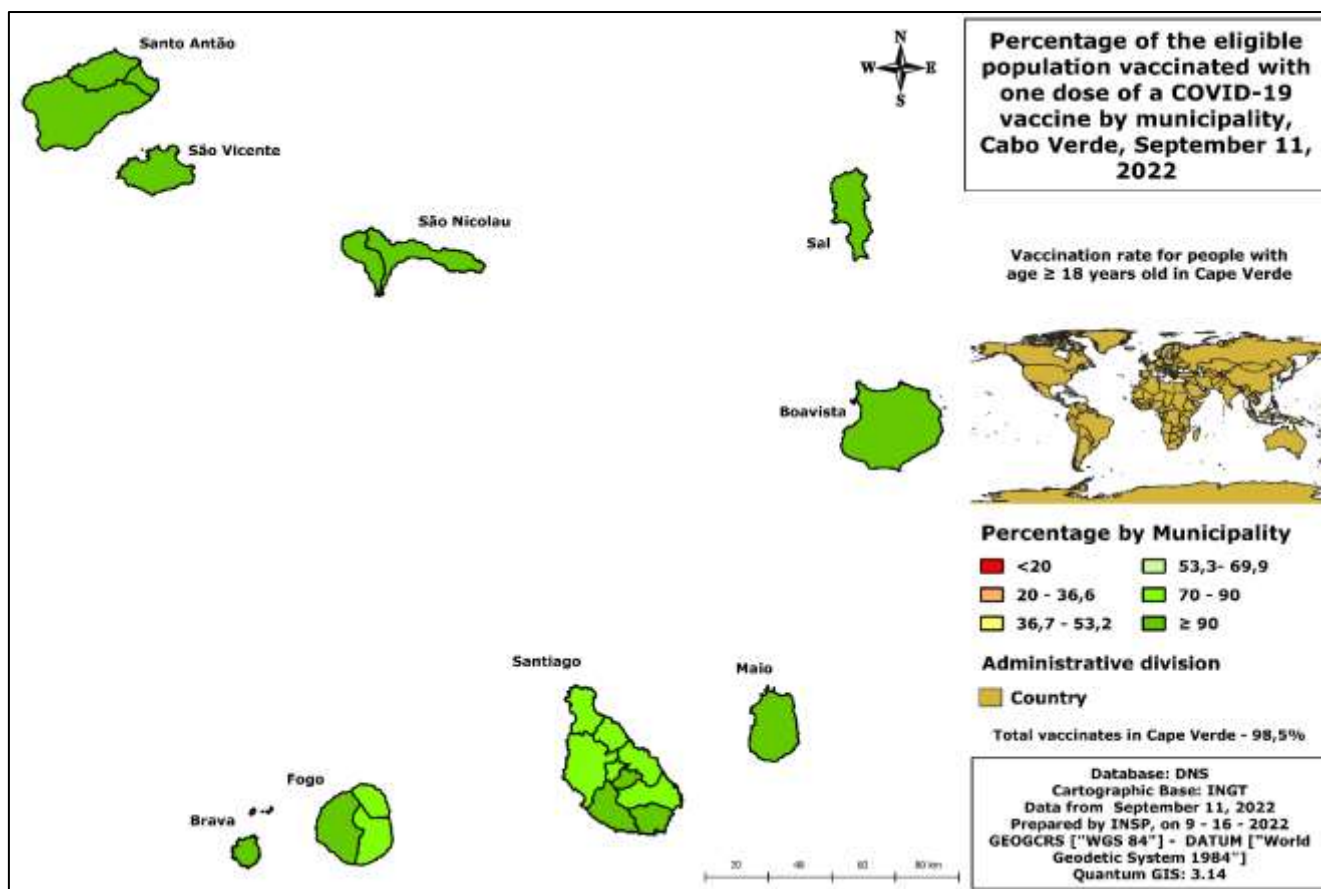 Santo Antão
São Vicente
São Nicolau
Sal
Boavista
Santiago
Maio
Fogo
Brava
N
W E
S
20 40 60 80 km
Percentage of the eligible
population vaccinated with
one dose of a COVID-19
vaccine by municipality,
Cabo Verde, September 11,
2022
Vaccination rate for people with
age ≥ 18 years old in Cape Verde
Percentage by Municipality
<20
20 - 36,6
36,7 - 53,2
53,3- 69,9
70 - 90
≥ 90
Administrative division
Country
Total vaccinates in Cape Verde - 98,5%
Database: DNS
Cartographic Base: INGT
Data from September 11, 2022
Prepared by INSP, on 9 - 16 - 2022
GEOGCRS ["WGS 84"] - DATUM ["World
Geodetic System 1984"]
Quantum GIS: 3.14